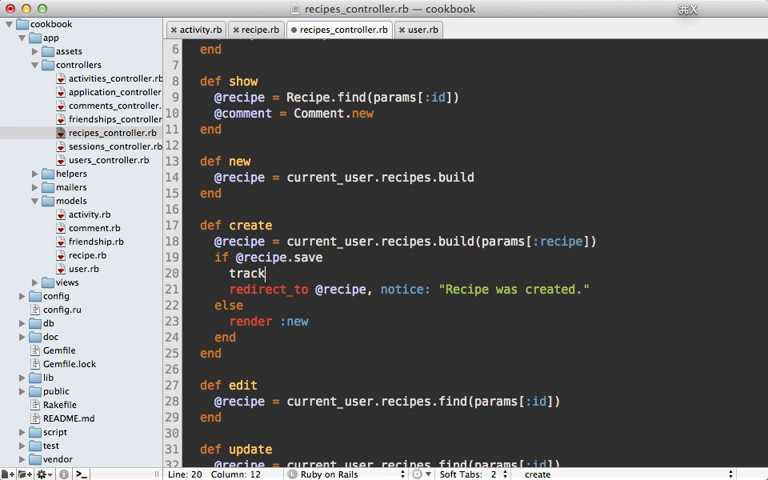 recipes_controller.rb — cookbook
⌘X
cookbook
app
assets
controllers
activities_controller.rb
application_controller
comments_controller.
friendships_controller
recipes_controller.rb
sessions_controller.rb
users_controller.rb
helpers
mailers
models
activity.rb
comment.rb
friendship.rb
recipe.rb
user.rb
views
config
config.ru
db
doc
Gemfile
Gemfile.lock
lib
public
Rakefile
README.md
script
test
vendor
activity.rb recipe.rb recipes_controller.rb user.rb
6 end
7
8 def show
9 @recipe = Recipe.find(params[:id])
10 @comment = Comment.new
11 end
12
13 def new
14 @recipe = current_user.recipes.build
15 end
16
17 def create
18 @recipe = current_user.recipes.build(params[:recipe])
19 if @recipe.save
20 track
21 redirect_to @recipe, notice: "Recipe was created."
22 else
23 render :new
24 end
25 end
26
27 def edit
28 @recipe = current_user.recipes.find(params[:id])
29 end
30
31 def update
32 @recipe = current_user.recipes.find(params[:id])
Line: 20 Column: 12 Ruby on Rails Soft Tabs: 2 create